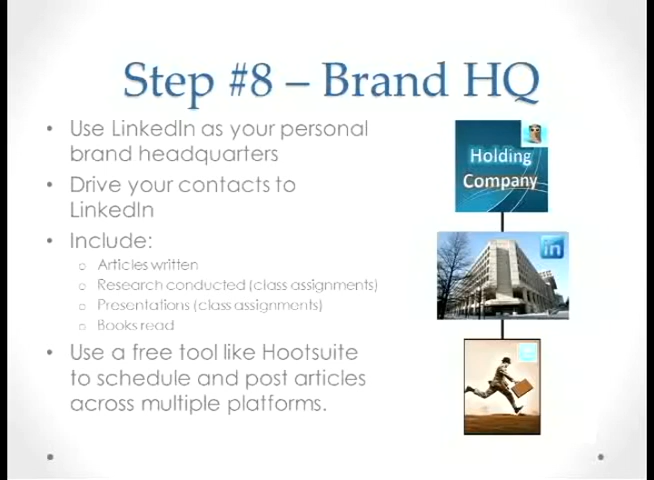 Step #8 – Brand HQ
• Use LinkedIn as your personal
brand headquarters
• Drive your contacts to
LinkedIn
• Include:
o Articles written
o Research conducted (class assignments)
o Presentations (class assignments)
o Books read
• Use a free tool like Hootsuite
to schedule and post articles
across multiple platforms.
Holding
Company
in